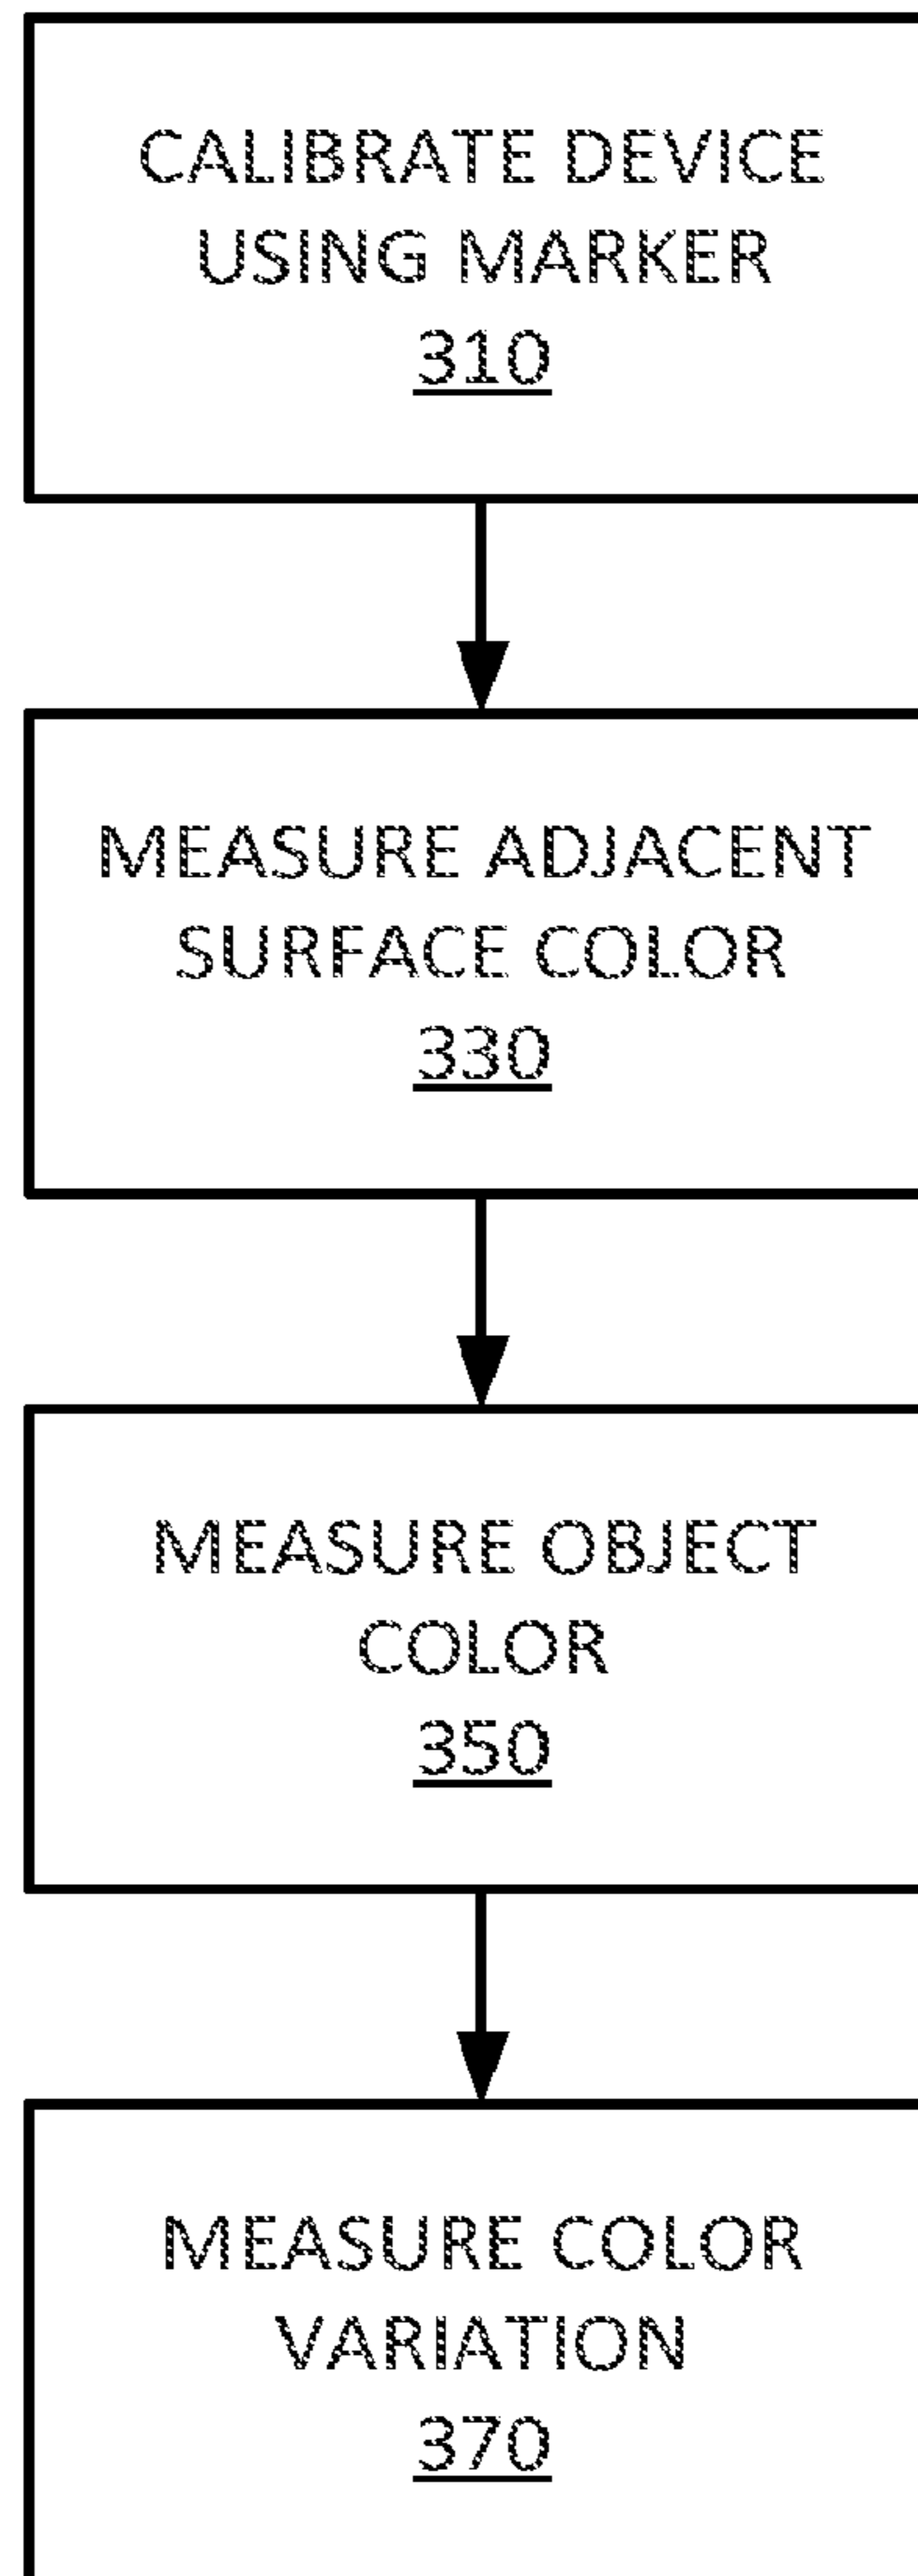 CALIBRATE DEVICE
USING MARKER
310
MEASURE ADJACENT
SURFACE COLOR
330
MEASURE OBJECT
COLOR
350
MEASURE COLOR
VARIATION
370